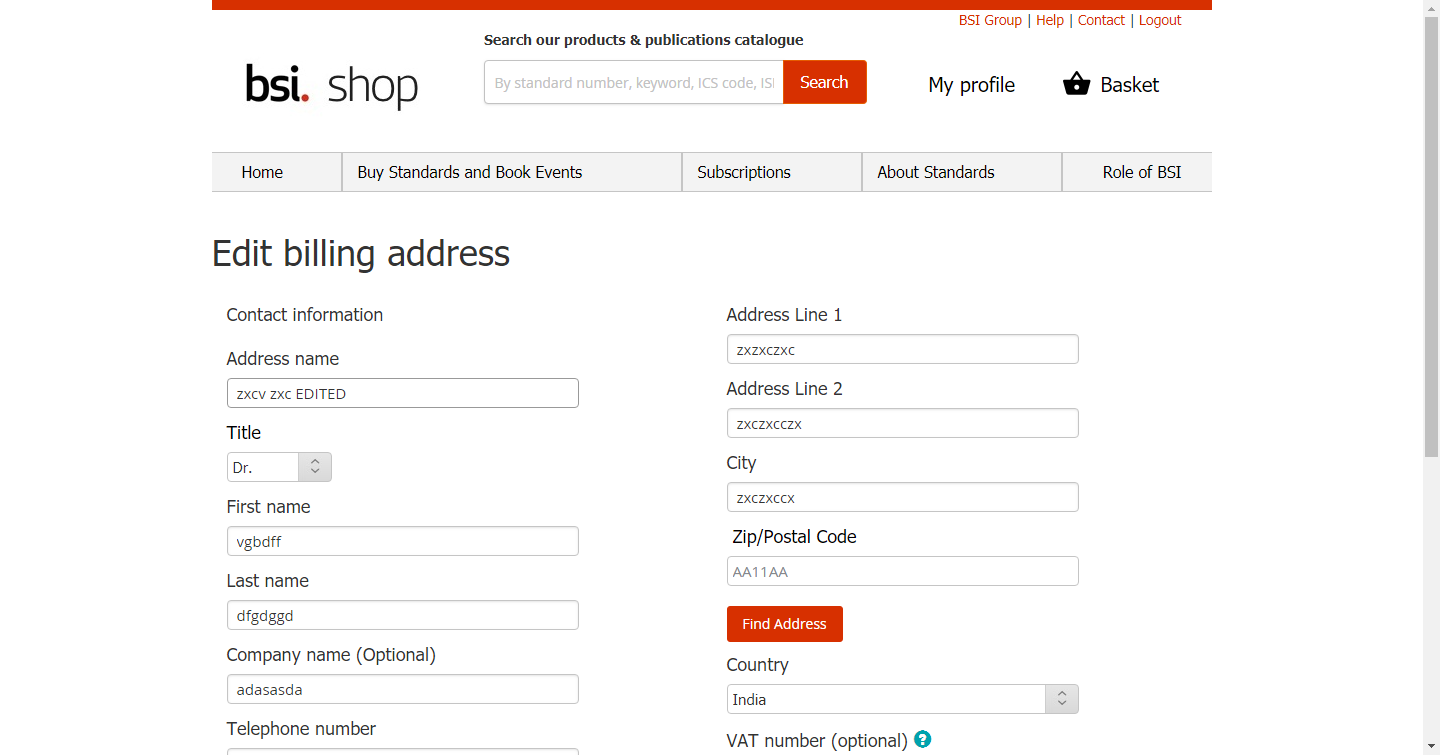 BSI Group | Help | Contact | Logout
Search our products & publications catalogue
bsi. shop
By standard number, keyword, ICS code, ISI
Search
My profile
Basket
Home
Buy Standards and Book Events
Subscriptions
About Standards
Role of BSI
Edit billing address
Contact information
Address name
zxcv zxc EDITED
Title
Dr.
First name
vgbdff
Last name
dfgdggd
Company name (Optional)
adasasda
Telephone number
Address Line 1
zxzxczxc
Address Line 2
zxczxcczx
City
zxczxccx
Zip/Postal Code
AA11AA
Find Address
Country
India
VAT number (optional) ?